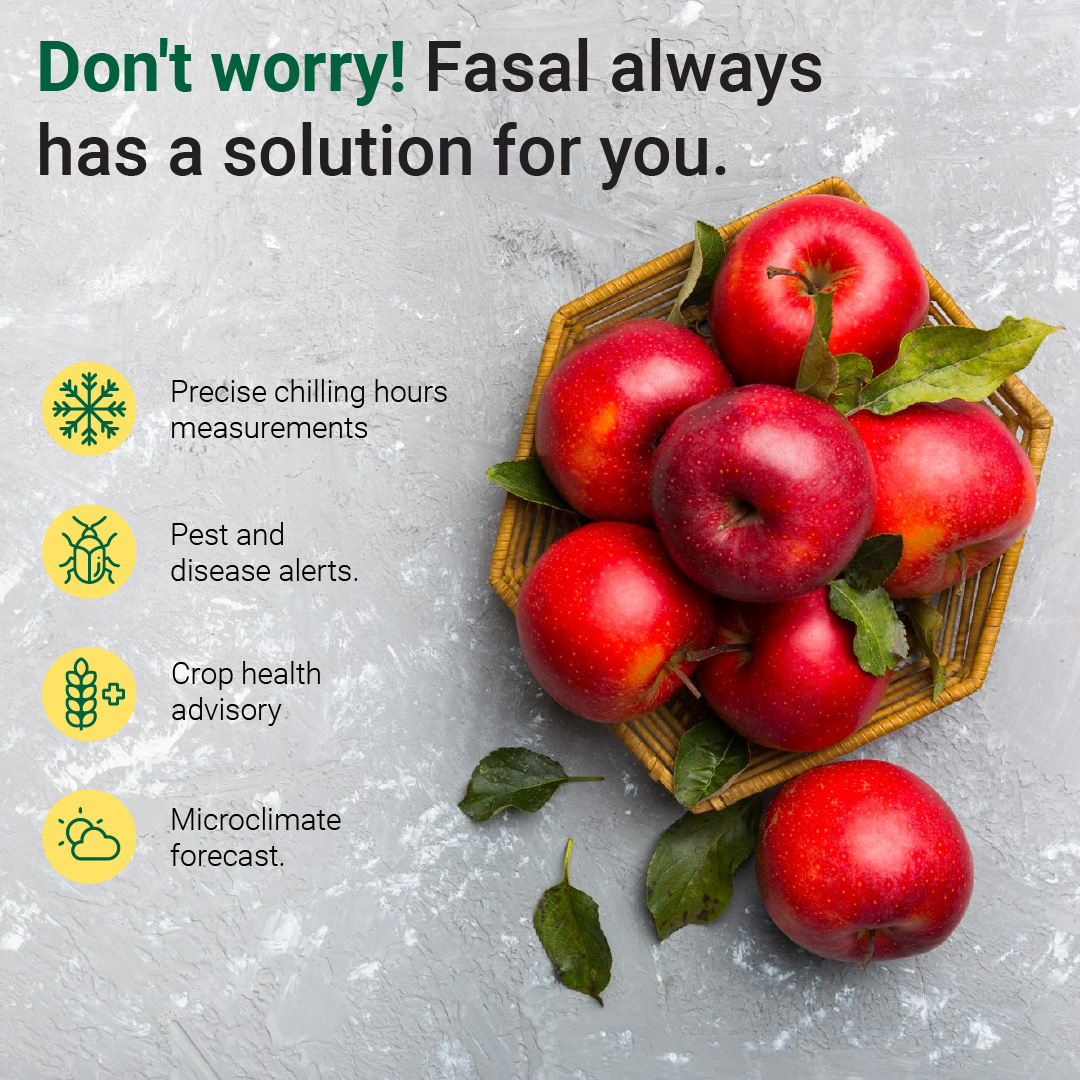 Don't worry! Fasal always
has a solution for you.
Precise chilling hours
measurements
Pest and
disease alerts.
Crop health
advisory
Microclimate
forecast.